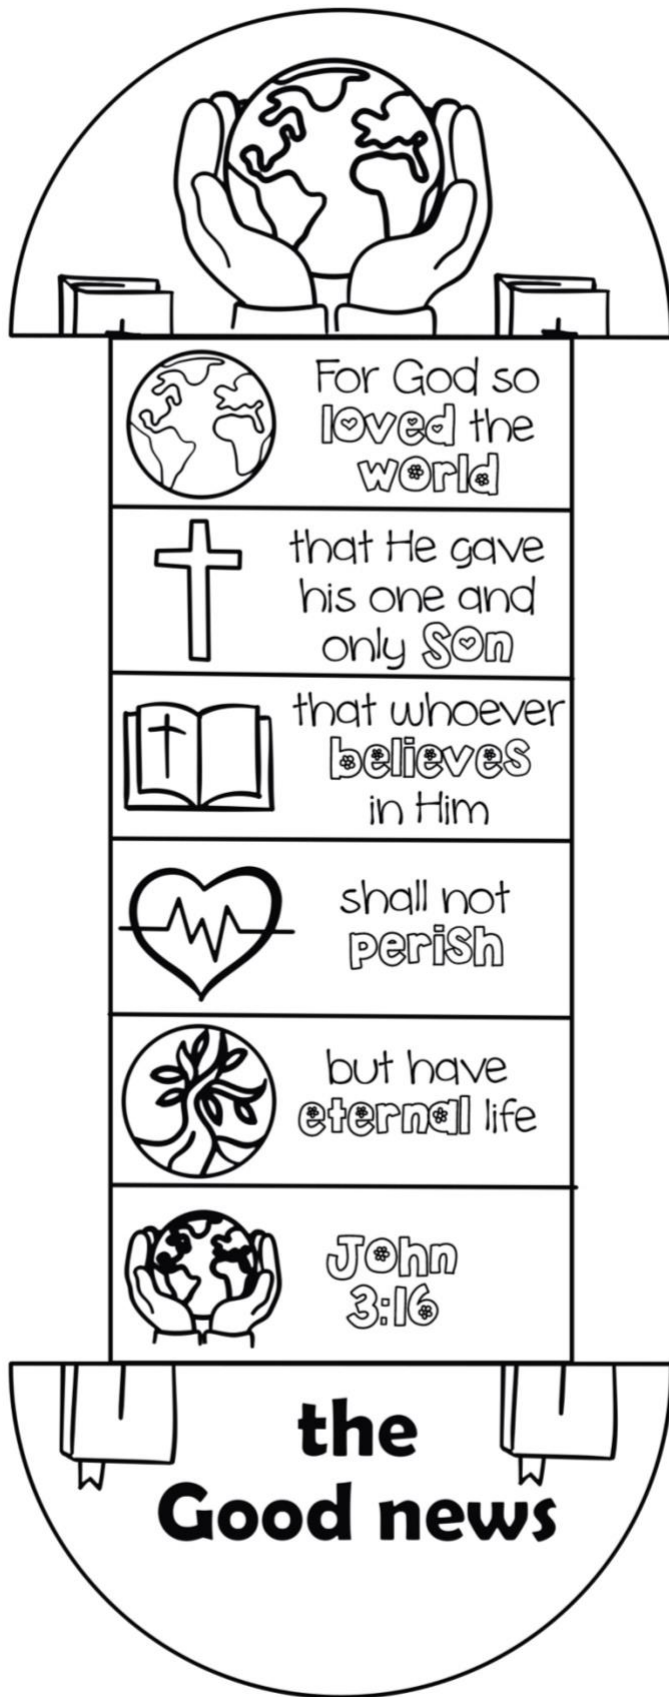 For God so
loved the
world
that He gave
his one and
only Son
that whoever
believes
in Him
shall not
perish
but have
eternal life
John
3:16
the
Good news